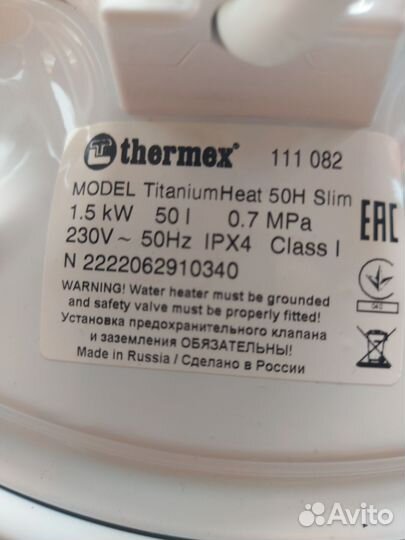 thermex® 111 082
MODEL TitaniumHeat 50H Slim
1.5 kW 50 l 0.7 MPa
230V ~ 50Hz IPX4 Class I
N 2222062910340
WARNING! Water heater must be grounded
and safety valve must be properly fitted!
Установка предохранительного клапана
и заземления ОБЯЗАТЕЛЬНЫ!
Made in Russia / Сделано в России
EAC
Avito